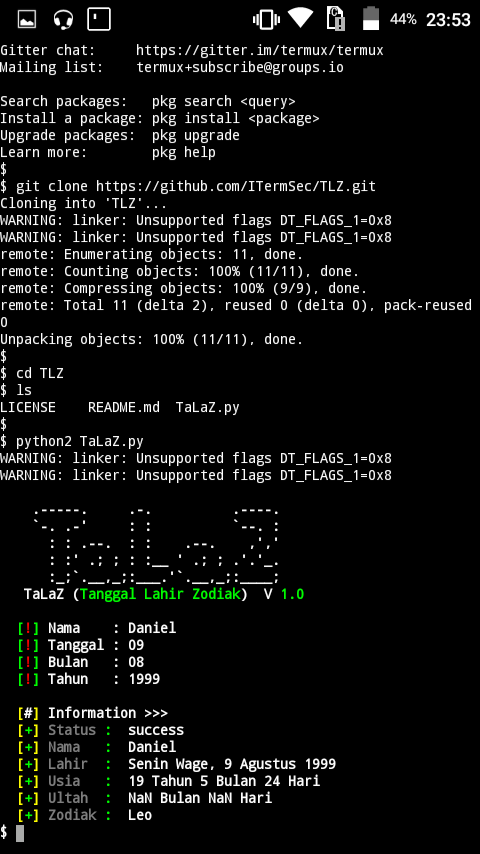 44% 23:53
Gitter chat:     https://gitter.im/termux/termux
Mailing list:    termux+subscribe@groups.io
Search packages:   pkg search <query>
Install a package: pkg install <package>
Upgrade packages:  pkg upgrade
Learn more:        pkg help
$
$ git clone https://github.com/ITermSec/TLZ.git
Cloning into 'TLZ'...
WARNING: linker: Unsupported flags DT_FLAGS_1=0x8
WARNING: linker: Unsupported flags DT_FLAGS_1=0x8
remote: Enumerating objects: 11, done.
remote: Counting objects: 100% (11/11), done.
remote: Compressing objects: 100% (9/9), done.
remote: Total 11 (delta 2), reused 0 (delta 0), pack-reused
0
Unpacking objects: 100% (11/11), done.
$
$ cd TLZ
$ ls
LICENSE    README.md  TaLaZ.py
$
$ python2 TaLaZ.py
WARNING: linker: Unsupported flags DT_FLAGS_1=0x8
WARNING: linker: Unsupported flags DT_FLAGS_1=0x8
TaLaZ
TaLaZ (Tanggal Lahir Zodiak)  V 1.0
[!] Nama    : Daniel
[!] Tanggal : 09
[!] Bulan   : 08
[!] Tahun   : 1999
[#] Information >>>
[+] Status :  success
[+] Nama   :  Daniel
[+] Lahir  :  Senin Wage, 9 Agustus 1999
[+] Usia   :  19 Tahun 5 Bulan 24 Hari
[+] Ultah  :  NaN Bulan NaN Hari
[+] Zodiak :  Leo
$